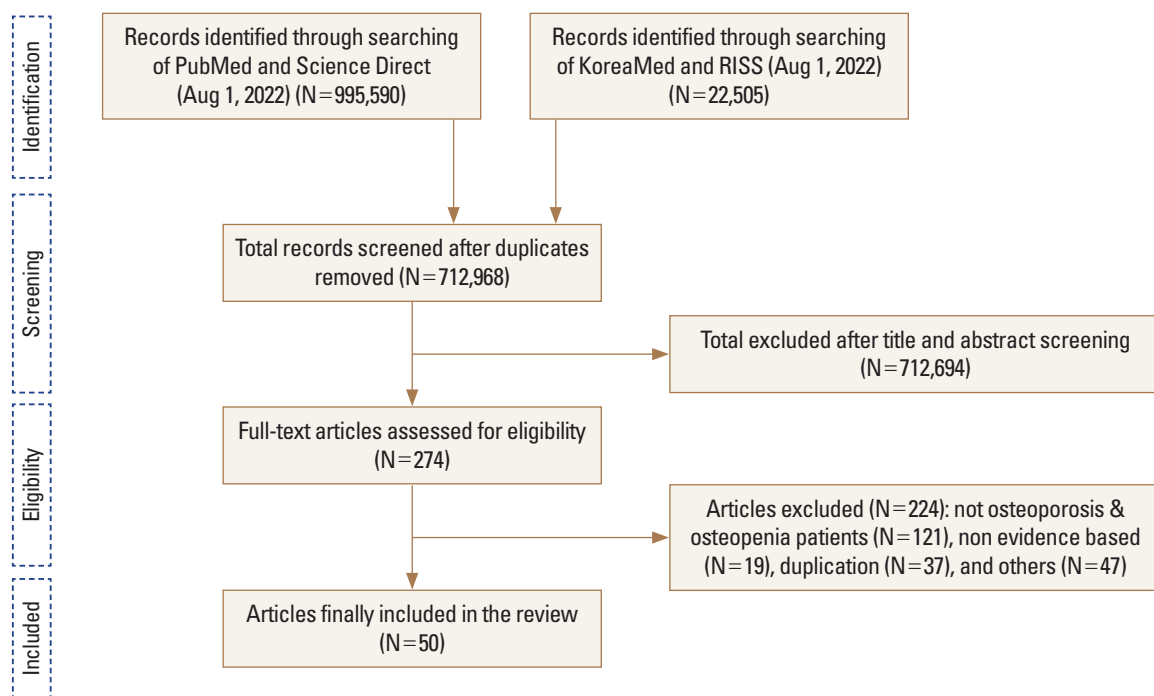 Identification
Records identified through searching
of PubMed and Science Direct
(Aug 1, 2022) (N=995,590)
Records identified through searching
of KoreaMed and RISS (Aug 1, 2022)
(N=22,505)
Screening
Total records screened after duplicates
removed (N=712,968)
Total excluded after title and abstract screening
(N=712,694)
Eligibility
Full-text articles assessed for eligibility
(N=274)
Articles excluded (N=224): not osteoporosis &
osteopenia patients (N=121), non evidence based
(N=19), duplication (N=37), and others (N=47)
Included
Articles finally included in the review
(N=50)